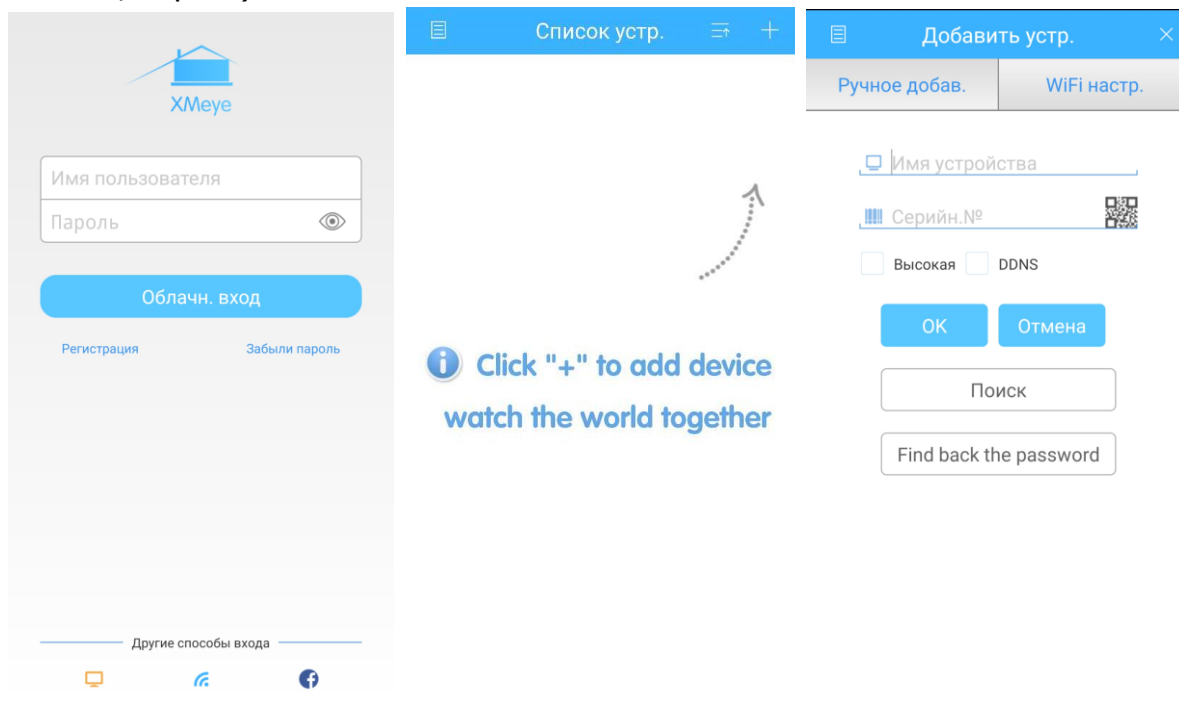 XMeye
Имя пользователя
Пароль
Облачн. вход
Регистрация
Забыли пароль
Другие способы входа
Список устр.
Click "+" to add device
watch the world together
Добавить устр.
Ручное добав.
WiFi настр.
Имя устройства
Серийн.№
Высокая
DDNS
OK
Отмена
Поиск
Find back the password